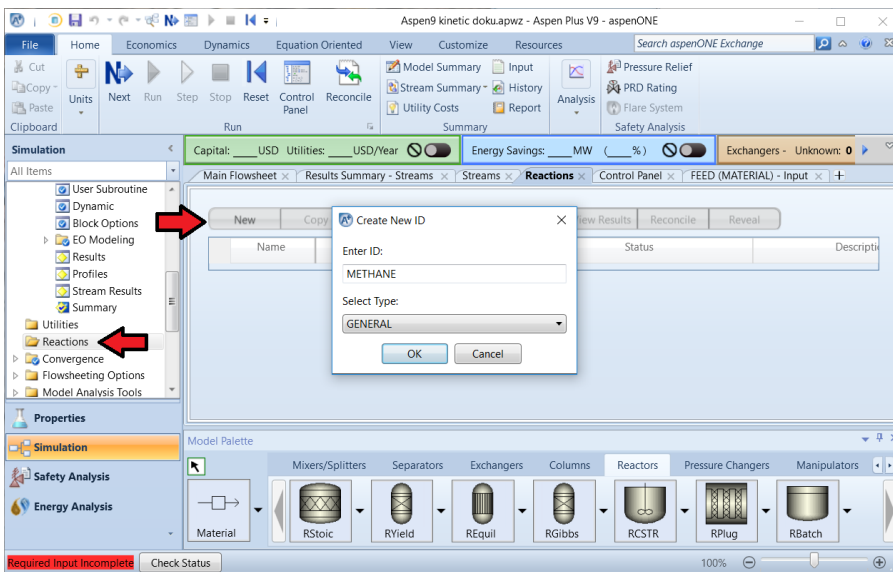 Aspen9 kinetic doku.apwz - Aspen Plus V9 - aspenONE
File Home Economics Dynamics Equation Oriented View Customize Resources Search aspenONE Exchange
Cut
Copy
Paste
Clipboard
Units
Next Run Step Stop Reset Control Panel Reconcile
Run
Model Summary Input
Stream Summary History
Utility Costs Report
Summary
Analysis
Pressure Relief
PRD Rating
Flare System
Safety Analysis
Simulation
All Items
Capital: ____USD Utilities: ____USD/Year Energy Savings: ____MW (____%) Exchangers - Unknown: 0
Main Flowsheet Results Summary - Streams Streams Reactions Control Panel FEED (MATERIAL) - Input +
User Subroutine
Dynamic
Block Options
EO Modeling
Results
Profiles
Stream Results
Summary
Utilities
Reactions
Convergence
Flowsheeting Options
Model Analysis Tools
Properties
Simulation
Safety Analysis
Energy Analysis
New Copy View Results Reconcile Reveal
Name Status Descripti
Create New ID
Enter ID:
METHANE
Select Type:
GENERAL
OK Cancel
Model Palette
Mixers/Splitters Separators Exchangers Columns Reactors Pressure Changers Manipulators
Material RStoic RYield REquil RGibbs RCSTR RPlug RBatch
Required Input Incomplete Check Status 100%